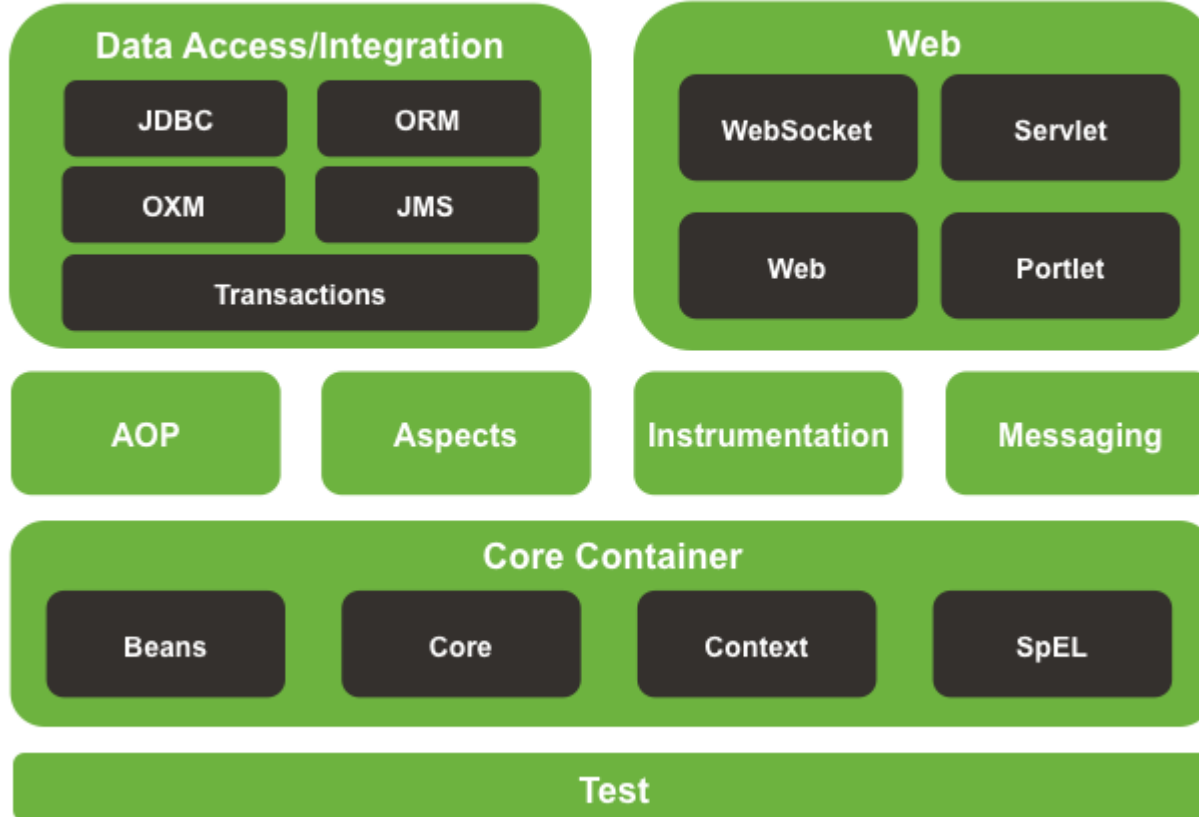 Data Access/Integration
JDBC
ORM
OXM
JMS
Transactions
Web
WebSocket
Servlet
Web
Portlet
AOP
Aspects
Instrumentation
Messaging
Core Container
Beans
Core
Context
SpEL
Test